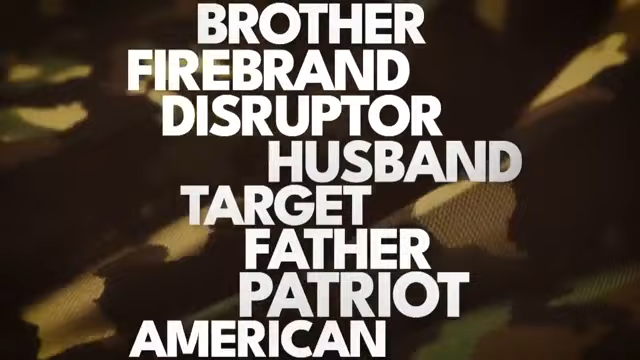 BROTHER
FIREBRAND
DISRUPTOR
HUSBAND
TARGET
FATHER
PATRIOT
AMERICAN